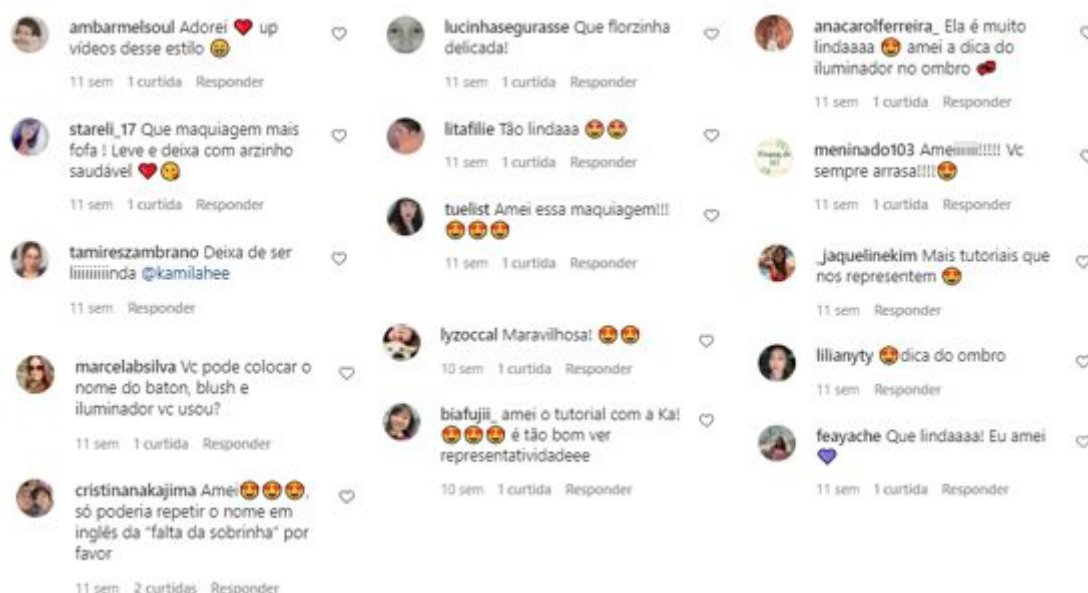 ambarmelsoul Adorei ❤️ up
vídeos desse estilo 😄
11 sem 1 curtida Responder
stareli_17 Que maquiagem mais
fofa ! Leve e deixa com arzinho
saudável ❤️😋
11 sem 1 curtida Responder
tamireszambrano Deixa de ser
liiiiiiiiinda @kamilahee
11 sem Responder
marcelabsilva Vc pode colocar o
nome do baton, blush e
iluminador vc usou?
11 sem 1 curtida Responder
cristinanakajima Amei😍😍😍,
só poderia repetir o nome em
inglês da "falta da sobrinha" por
favor
11 sem 2 curtidas Responder
lucinhasegurasse Que florzinha
delicada!
11 sem 1 curtida Responder
litafilie Tão lindaaa 😍😍
11 sem 1 curtida Responder
tuelist Amei essa maquiagem!!!
😍😍😍
11 sem 1 curtida Responder
lyzoccal Maravilhosa! 😍😍
10 sem 1 curtida Responder
biafujii_ amei o tutorial com a Ka!
😍😍😍 é tão bom ver
representatividadeee
10 sem 1 curtida Responder
anacarolferreira_ Ela é muito
lindaaaa 😍 amei a dica do
iluminador no ombro
11 sem 1 curtida Responder
meninado103 Ameiiiiiiii!!!!! Vc
sempre arrasa!!!!😍
11 sem 1 curtida Responder
_jaquelinekim Mais tutoriais que
nos representem 😍
11 sem Responder
lilianyty 😍dica do ombro
11 sem Responder
feayache Que lindaaaa! Eu amei
💜
11 sem 1 curtida Responder